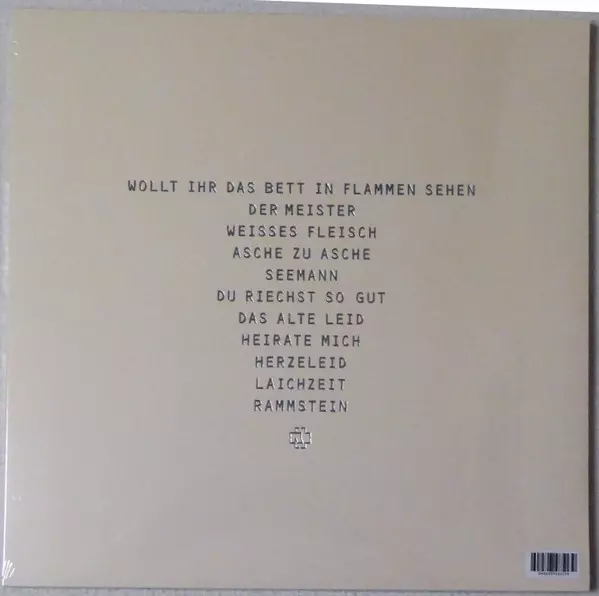 WOLLT IHR DAS BETT IN FLAMMEN SEHEN
DER MEISTER
WEISSES FLEISCH
ASCHE ZU ASCHE
SEEMANN
DU RIECHST SO GUT
DAS ALTE LEID
HEIRATE MICH
HERZELEID
LAICHZEIT
RAMMSTEIN